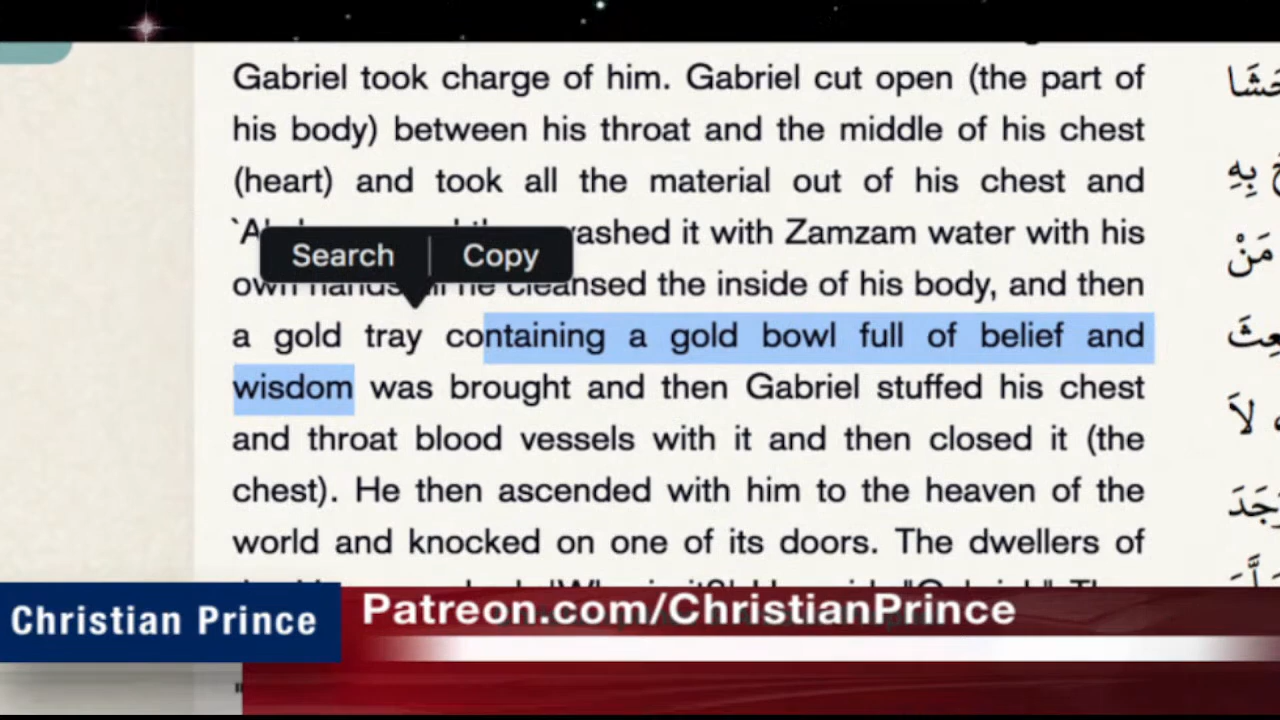 Gabriel took charge of him. Gabriel cut open (the part of
his body) between his throat and the middle of his chest
(heart) and took all the material out of his chest and
washed it with Zamzam water with his
own hands he cleansed the inside of his body, and then
Search
Copy
a gold tray containing a gold bowl full of belief and
wisdom was brought and then Gabriel stuffed his chest
and throat blood vessels with it and then closed it (the
chest). He then ascended with him to the heaven of the
world and knocked on one of its doors. The dwellers of
بِهِ
مَنْ
لاَ
Christian Prince
Patreon.com/ChristianPrince